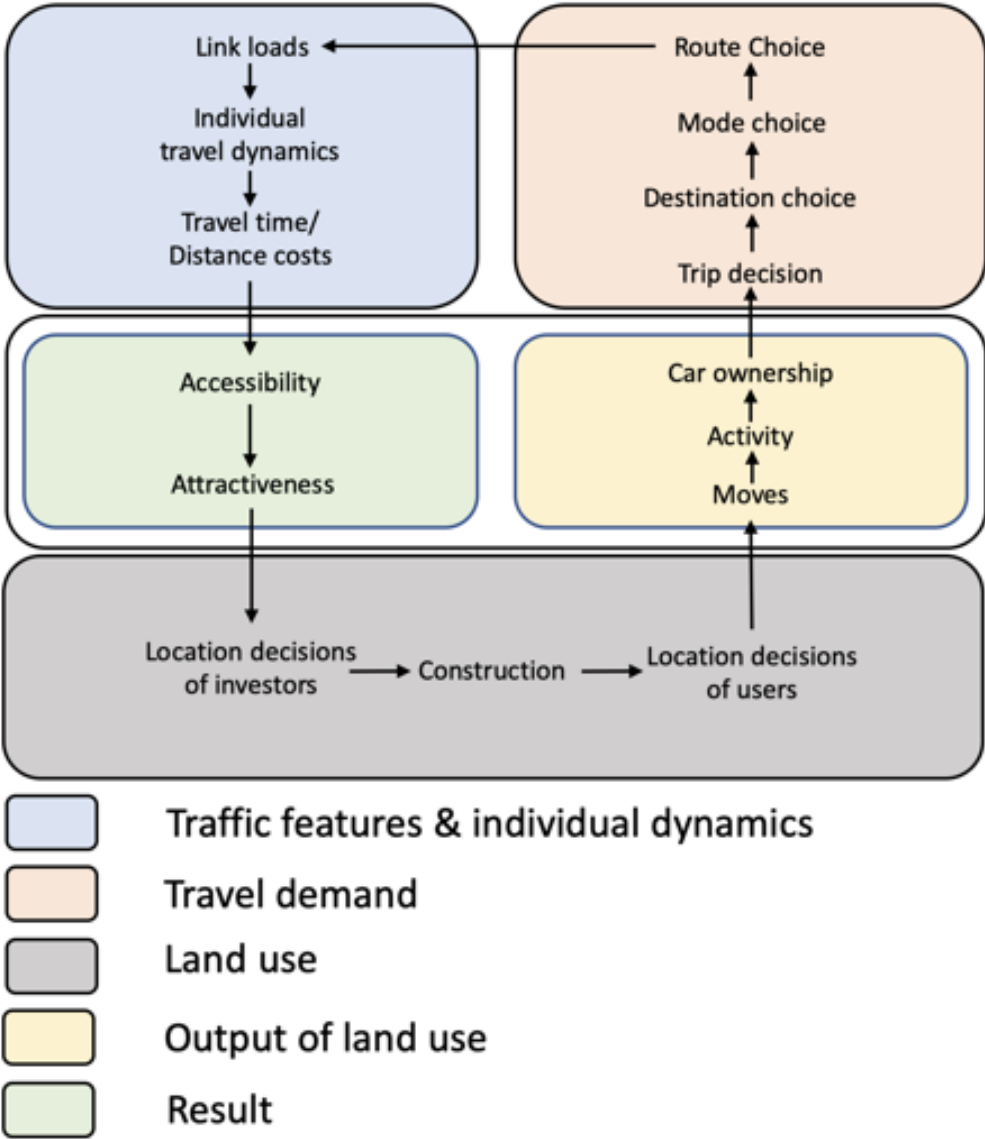 Link loads
Individual
travel dynamics
Travel time/
Distance costs
Route Choice
Mode choice
Destination choice
Trip decision
Accessibility
Attractiveness
Car ownership
Activity
Moves
Location decisions
of investors
Construction
Location decisions
of users
Traffic features & individual dynamics
Travel demand
Land use
Output of land use
Result